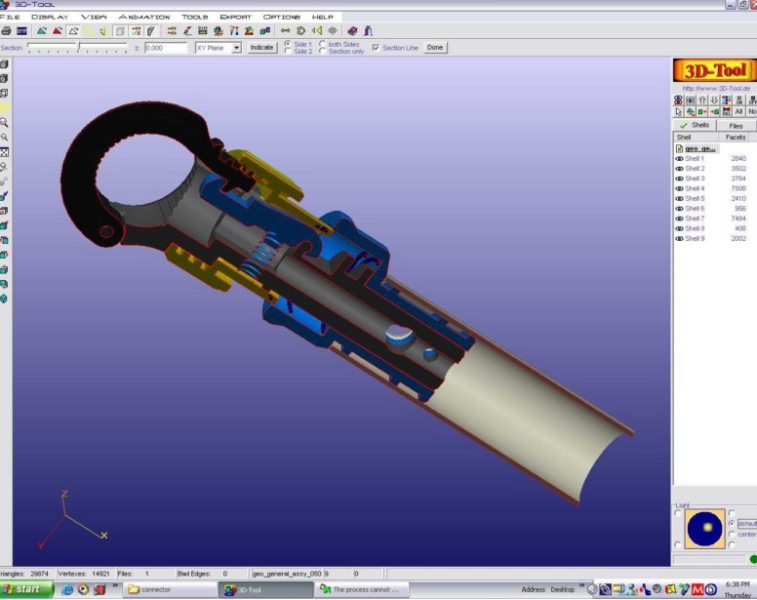 3D-Tool
FILE DISPLAY VIEW ANIMATION TOOLS EXPORT OPTIONS HELP
Section 0.000 XY Plane Indicate Side 1 Side 2 both Sides Section only Section Line Done
3D-Tool
http://www.3D-Tool.de
All No
Shells Files
Shell Facets
geo_ge...
Shell 1 2840
Shell 2 3502
Shell 3 3764
Shell 4 7508
Shell 5 2410
Shell 6 956
Shell 7 7484
Shell 8 408
Shell 9 2002
Z
X
Y
Light
default
center
riangles: 29874 Vertexes: 14921 Files: 1 Bad Edges: 0 geo_general_assy_050 9 0
start connector 3D-Tool The process cannot ... Address Desktop 6:38 PM
Thursday